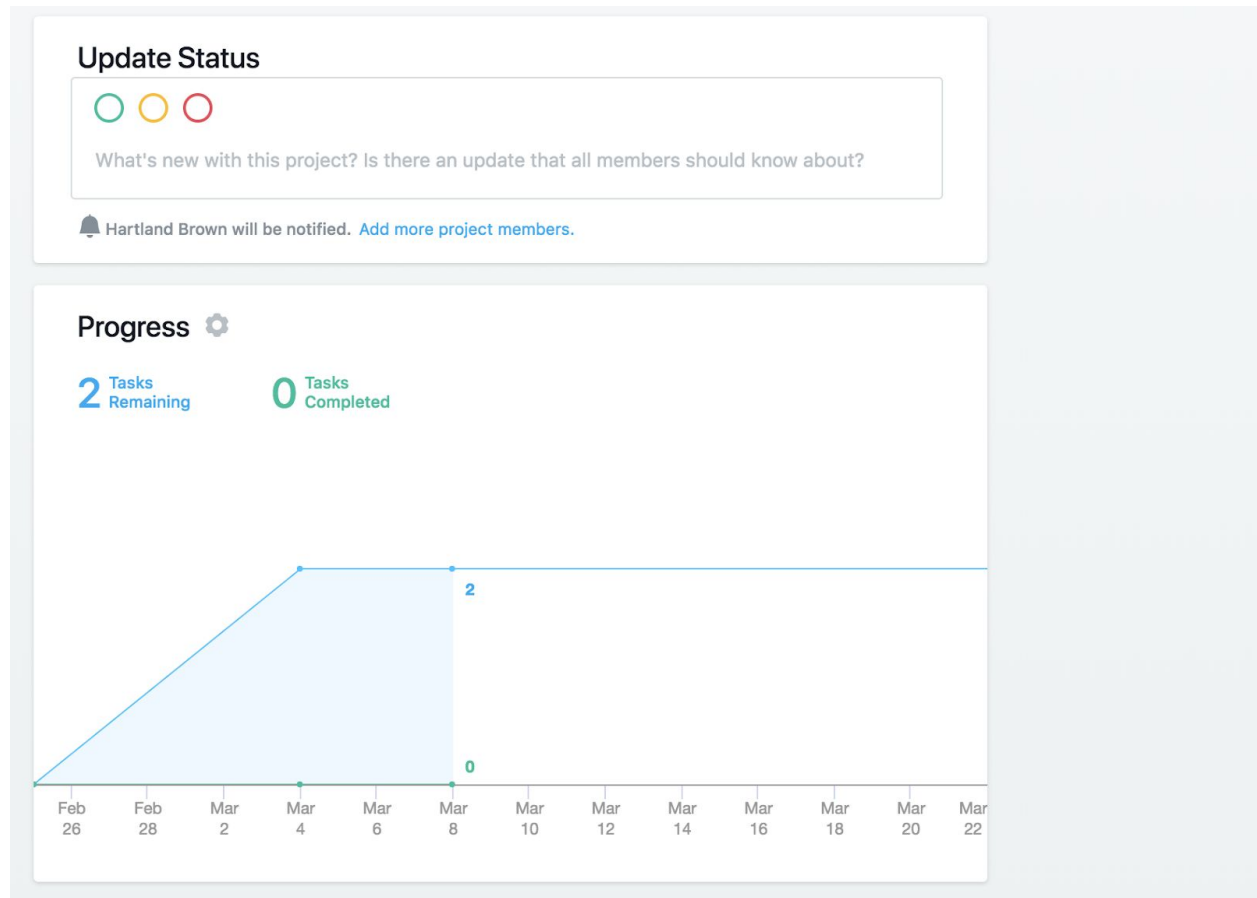 Update Status
What's new with this project? Is there an update that all members should know about?
Hartland Brown will be notified. Add more project members.
Progress
2 Tasks Remaining
0 Tasks Completed
2
0
Feb 26 Feb 28 Mar 2 Mar 4 Mar 6 Mar 8 Mar 10 Mar 12 Mar 14 Mar 16 Mar 18 Mar 20 Mar 22